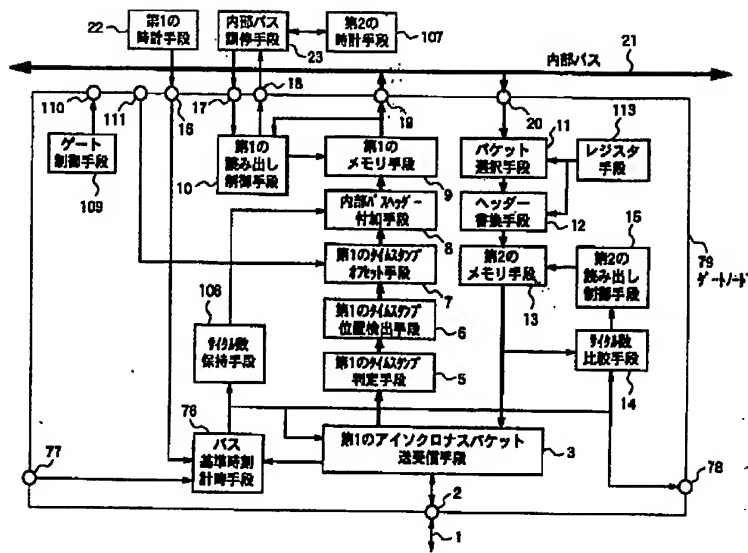 22
第1の
時計手段
内部バス
調停手段
23
第2の
時計手段
107
内部バス
21
110
111
16
17
18
19
20
ゲート
制御手段
109
第1の
読み出し
制御手段
10
第1の
メモリ手段
9
パケット
選択手段
11
113
レジスタ
手段
内部バスヘッダー
付加手段
8
ヘッダー
書換手段
12
第1のタイムスタンプ
オフセット手段
7
第2の
メモリ手段
13
15
第2の
読み出し
制御手段
79
ゲートノード
第1のタイムスタンプ
位置検出手段
6
サイクル数
保持手段
第1のタイムスタンプ
判定手段
5
サイクル数
比較手段
14
76
バス
基準時刻
計時手段
第1のアイソクロナスパケット
送受信手段
3
77
78
2
1